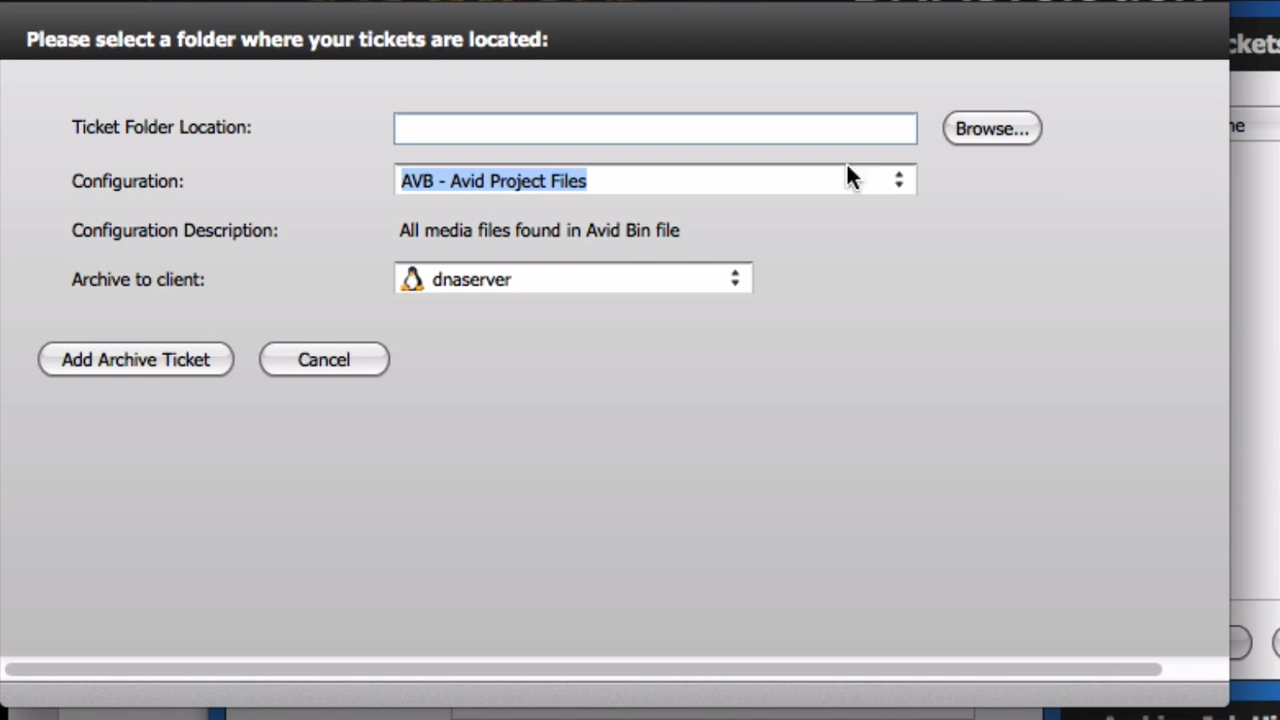 Please select a folder where your tickets are located:
Ticket Folder Location:
Browse...
Configuration:
AVB - Avid Project Files
Configuration Description:
All media files found in Avid Bin file
Archive to client:
dnaserver
Add Archive Ticket
Cancel